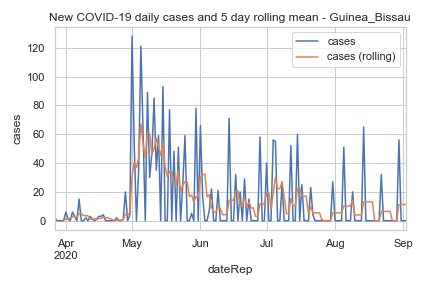 New COVID-19 daily cases and 5 day rolling mean - Guinea_Bissau
cases
cases (rolling)
120
100
80
60
40
20
0
cases
Apr May Jun Jul Aug Sep
2020
dateRep